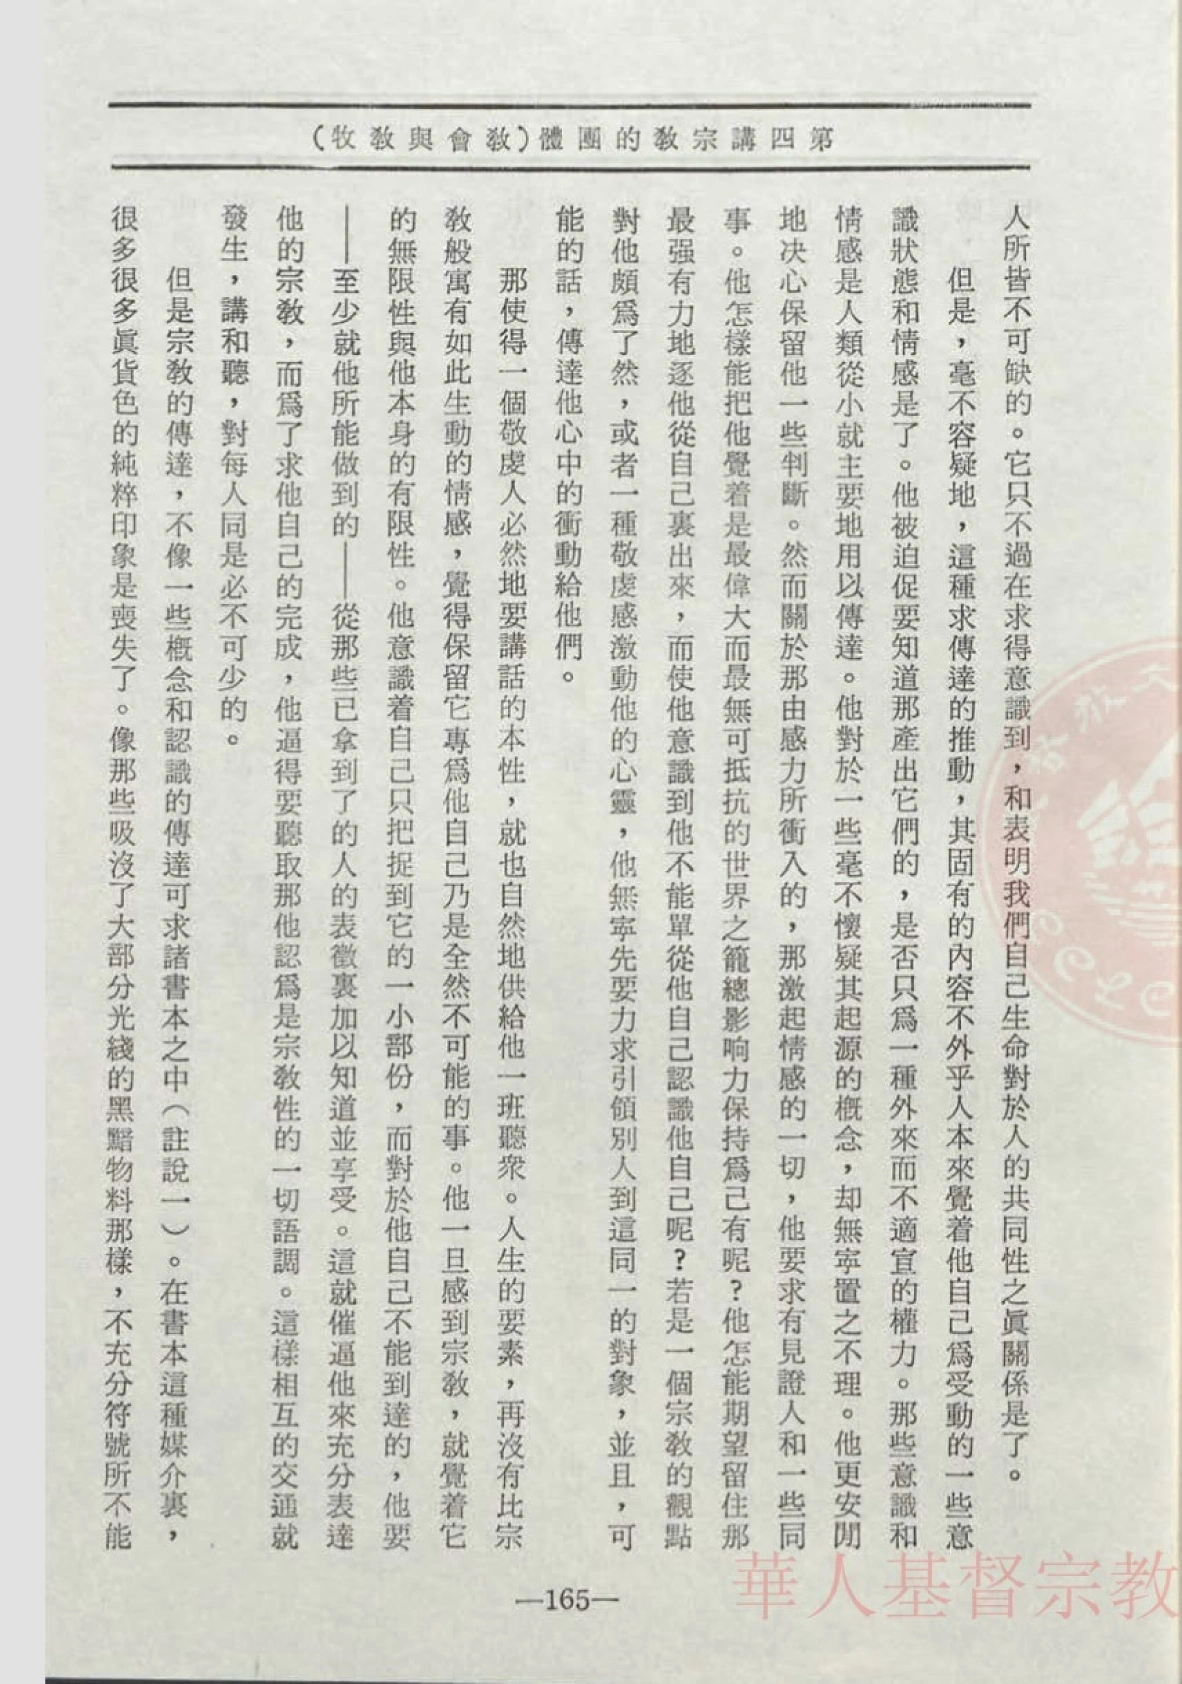 第四講宗教的團體(教會與教牧)
人所皆不可缺的。它只不過在求得意識到，和表明我們自己生命對於人的共同性之眞關係是了。
但是，毫不容疑地，這種求傳達的推動，其固有的內容不外乎人本來覺着他自己爲受動的一些意
識狀態和情感是了。他被迫促要知道那產出它們的，是否只爲一種外來而不適宜的權力。那些意識和
情感是人類從小就主要地用以傳達。他對於一些毫不懷疑其起源的概念，却無寧置之不理。他更安閒
地决心保留他一些判斷。然而關於那由感力所衝入的，那激起情感的一切，他要求有見證人和一些同
事。他怎樣能把他覺着是最偉大而最無可抵抗的世界之籠總影响力保持爲己有呢?他怎能期望留住那
最强有力地逐他從自己裏出來，而使他意識到他不能單從他自己認識他自己呢?若是一個宗教的觀點
對他頗爲了然，或者一種敬虔感激動他的心靈，他無寧先要力求引領別人到這同一的對象，並且，可
能的話，傳達他心中的衝動給他們。
那使得一個敬虔人必然地要講話的本性，就也自然地供給他一班聽衆。人生的要素，再沒有比宗
教般寓有如此生動的情感，覺得保留它專爲他自己乃是全然不可能的事。他一旦感到宗教，就覺着它
的無限性與他本身的有限性。他意識着自己只把捉到它的一小部份，而對於他自己不能到達的，他要
——至少就他所能做到的——從那些已拿到了的人的表徵裏加以知道並享受。這就催逼他來充分表達
他的宗教，而爲了求他自己的完成，他逼得要聽取那他認爲是宗教性的一切語調。這樣相互的交通就
發生，講和聽，對每人同是必不可少的。
但是宗教的傳達，不像一些概念和認識的傳達可求諸書本之中(註說一)。在書本這種媒介裏，
很多很多眞貨色的純粹印象是喪失了。像那些吸沒了大部分光綫的黑黯物料那樣，不充分符號所不能
—165—
華人基督宗教